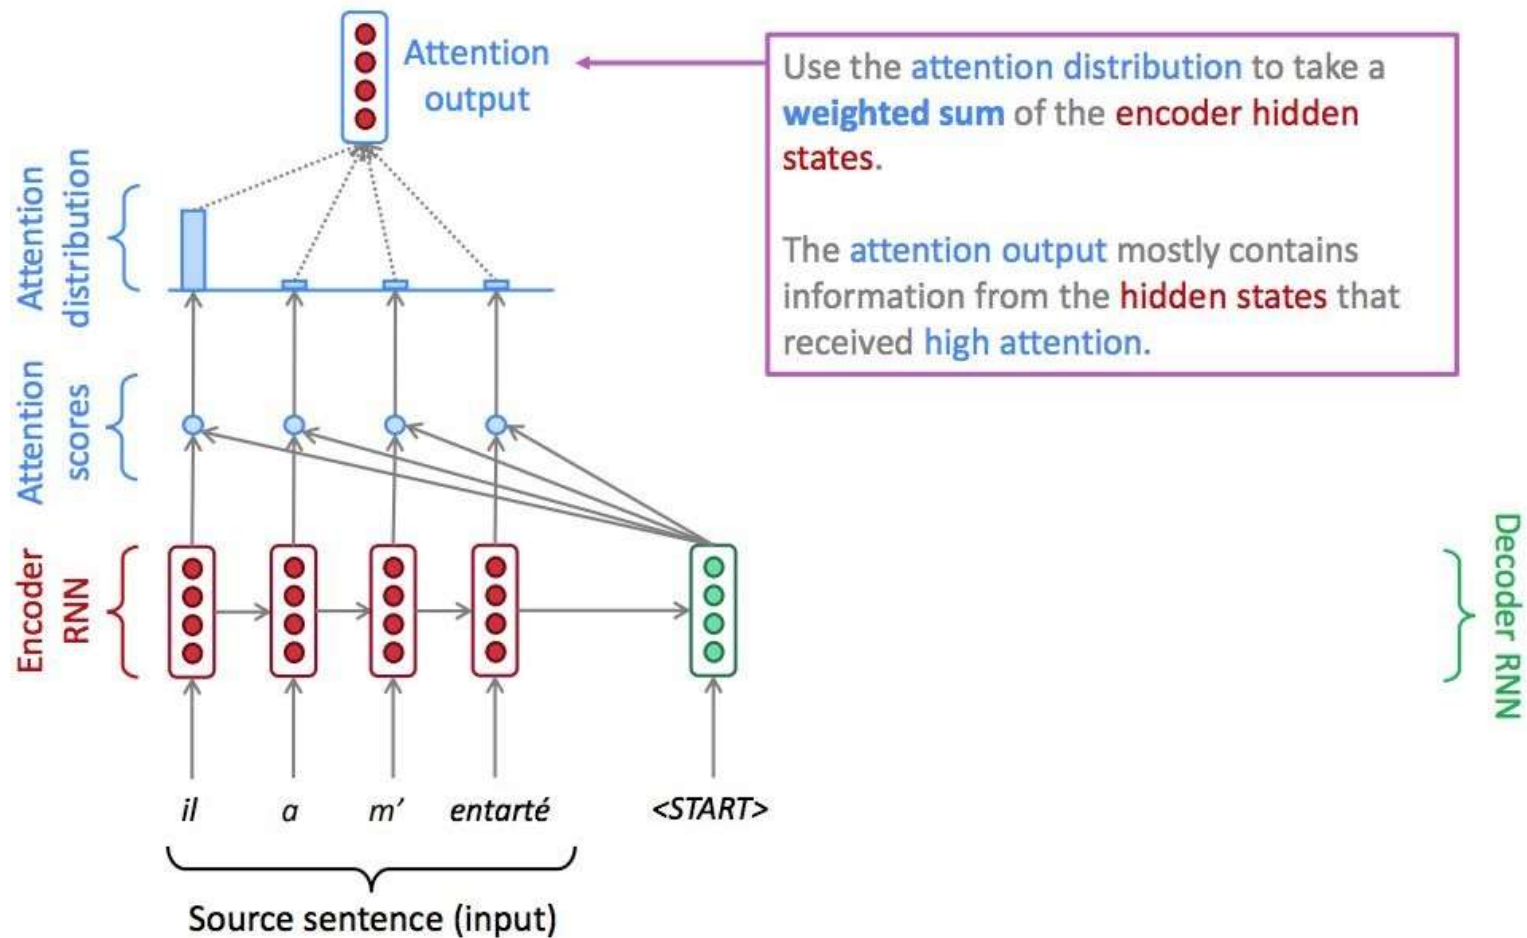 Attention
output
Use the attention distribution to take a
weighted sum of the encoder hidden
states.
The attention output mostly contains
information from the hidden states that
received high attention.
Attention
distribution
Attention
scores
Encoder
RNN
Decoder RNN
il a m’ entarté <START>
Source sentence (input)